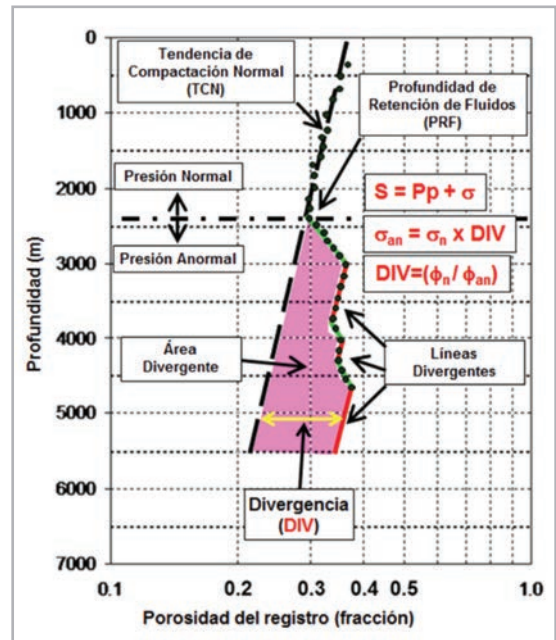 0
1000
2000
3000
4000
5000
6000
7000
Profundidad (m)
Tendencia de
Compactación Normal
(TCN)
Profundidad de
Retención de Fluidos
(PRF)
Presión Normal
S = Pp + σ
σan = σn x DIV
Presión Anormal
DIV=(ϕn/ ϕan)
Área
Divergente
Líneas
Divergentes
Divergencia
(DIV)
0.1 0.2 0.3 0.4 0.5 1.0
Porosidad del registro (fracción)